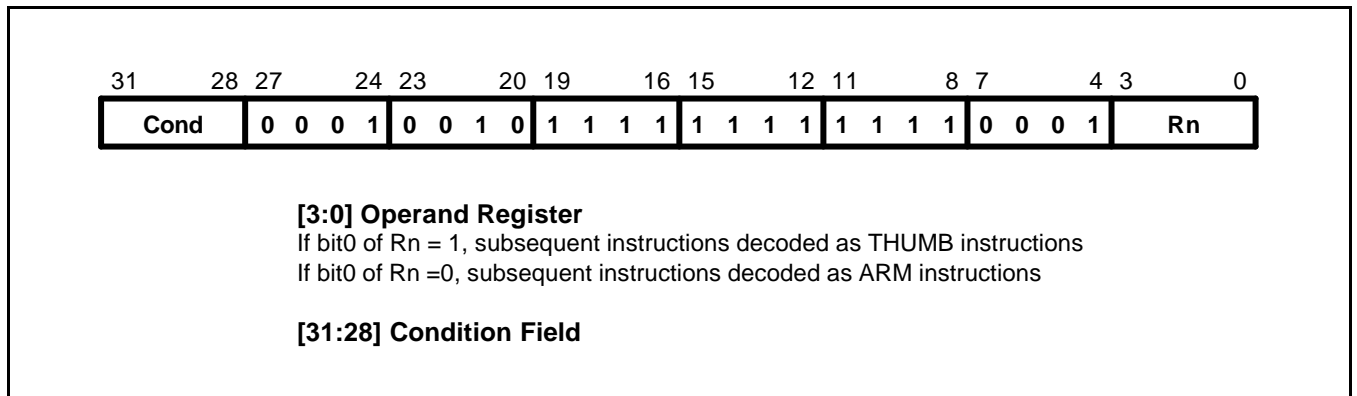 31 28 27 24 23 20 19 16 15 12 11 8 7 4 3 0
Cond 0 0 0 1 0 0 1 0 1 1 1 1 1 1 1 1 1 1 1 1 0 0 0 1 Rn
[3:0] Operand Register
If bit0 of Rn = 1, subsequent instructions decoded as THUMB instructions
If bit0 of Rn =0, subsequent instructions decoded as ARM instructions
[31:28] Condition Field